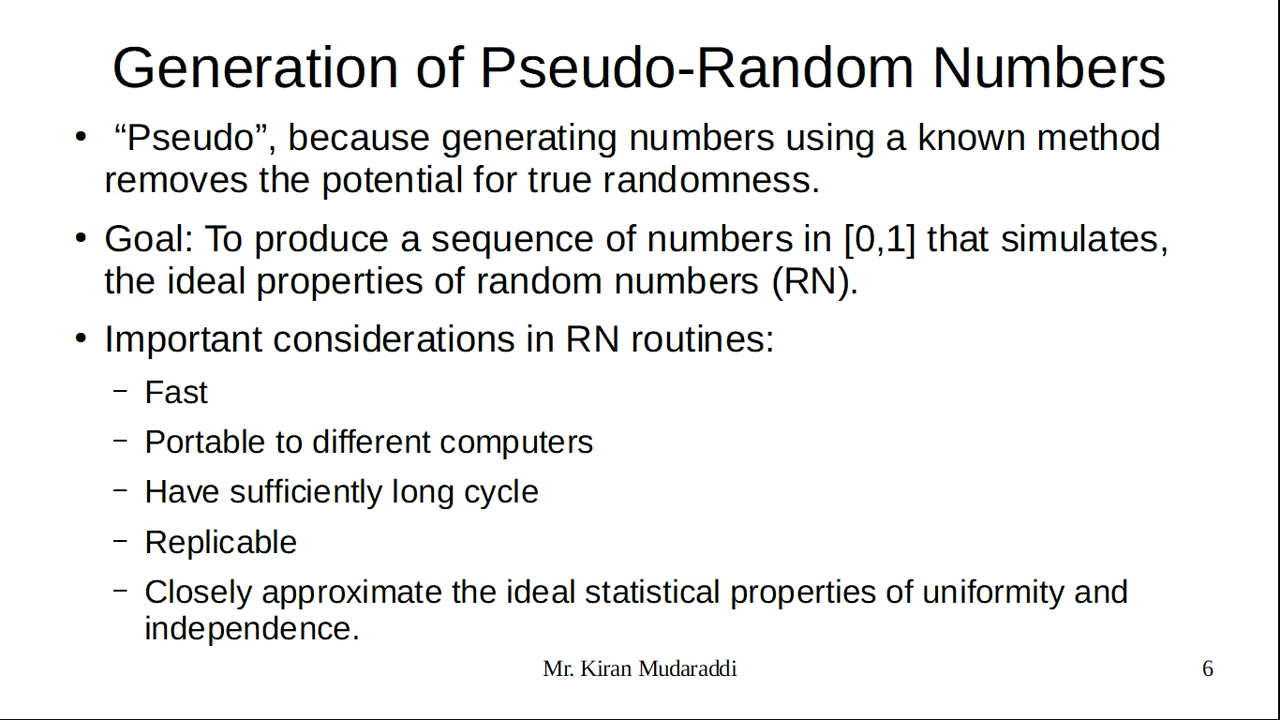 Generation of Pseudo-Random Numbers
● “Pseudo”, because generating numbers using a known method
removes the potential for true randomness.
● Goal: To produce a sequence of numbers in [0,1] that simulates,
the ideal properties of random numbers (RN).
● Important considerations in RN routines:
– Fast
– Portable to different computers
– Have sufficiently long cycle
– Replicable
– Closely approximate the ideal statistical properties of uniformity and
independence.
Mr. Kiran Mudaraddi 6